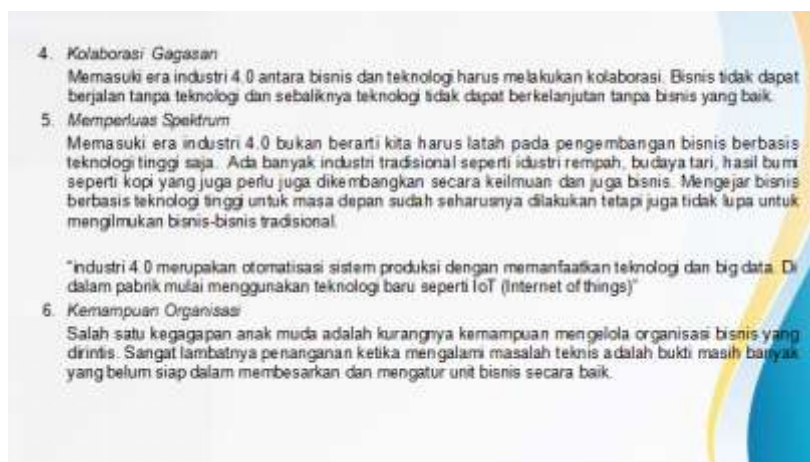 4. Kolaborasi Gagasan
Memasuki era industri 4.0 antara bisnis dan teknologi harus melakukan kolaborasi. Bisnis tidak dapat
berjalan tanpa teknologi dan sebaliknya teknologi tidak dapat berkelanjutan tanpa bisnis yang baik.
5. Memperluas Spektrum
Memasuki era industri 4.0 bukan berarti kita harus latah pada pengembangan bisnis berbasis
teknologi tinggi saja. Ada banyak industri tradisional seperti idustri rempah, budaya tari, hasil bumi
seperti kopi yang juga perlu juga dikembangkan secara keilmuan dan juga bisnis. Mengejar bisnis
berbasis teknologi tinggi untuk masa depan sudah seharusnya dilakukan tetapi juga tidak lupa untuk
mengilmukan bisnis-bisnis tradisional.
"industri 4.0 merupakan otomatisasi sistem produksi dengan memanfaatkan teknologi dan big data. Di
dalam pabrik mulai menggunakan teknologi baru seperti IoT (Internet of things)"
6. Kemampuan Organisasi
Salah satu kegagapan anak muda adalah kurangnya kemampuan mengelola organisasi bisnis yang
dirintis. Sangat lambatnya penanganan ketika mengalami masalah teknis adalah bukti masih banyak
yang belum siap dalam membesarkan dan mengatur unit bisnis secara baik.